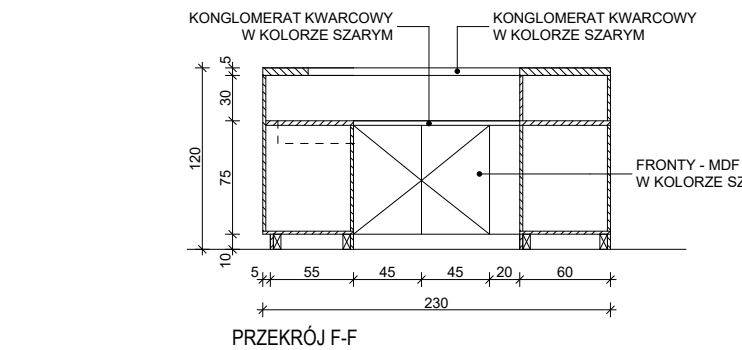 KONGLOMERAT KWARCOWY
W KOLORZE SZARYM
KONGLOMERAT KWARCOWY
W KOLORZE SZARYM
5
30
120
75
10
FRONTY - MDF
W KOLORZE
5 55 45 45 20 60
230
PRZEKRÓJ F-F